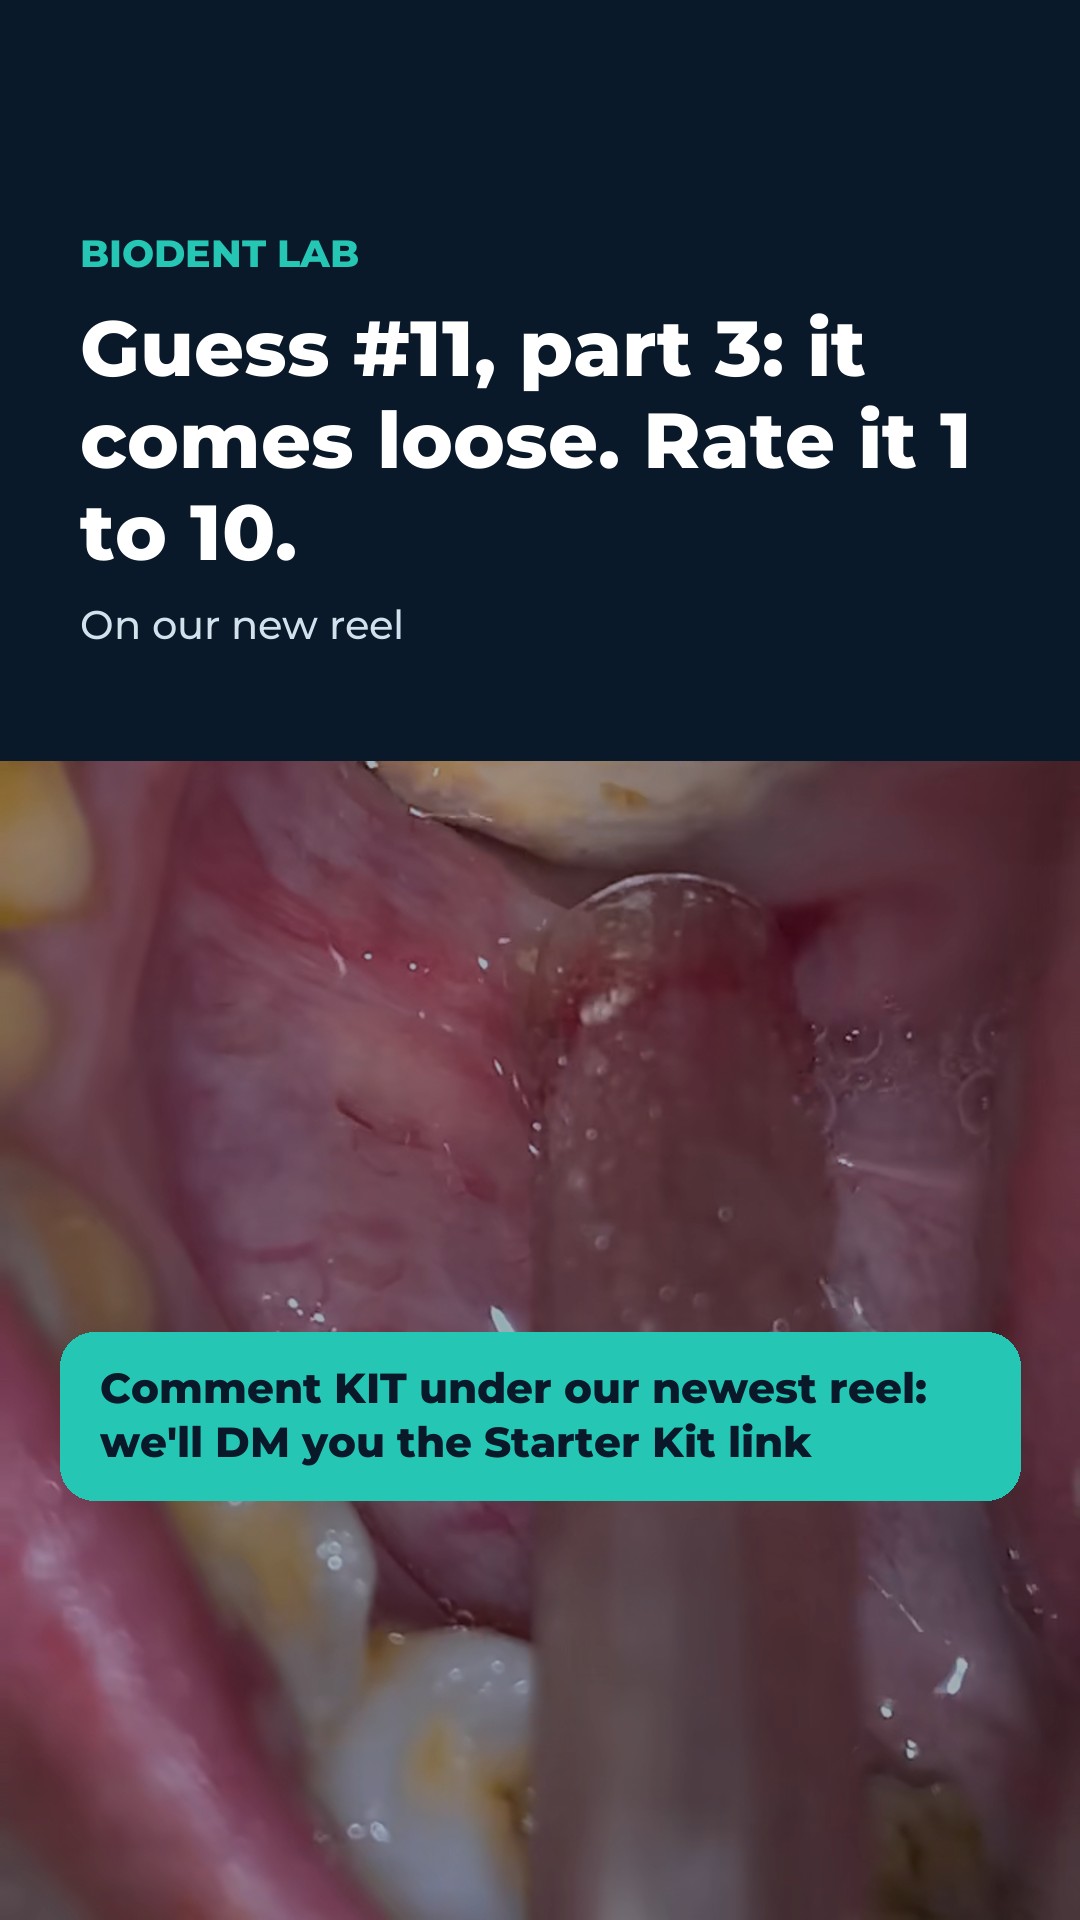 BIODENT LAB
Guess #11, part 3: it
comes loose. Rate it 1
to 10.
On our new reel
Comment KIT under our newest reel:
we'll DM you the Starter Kit link